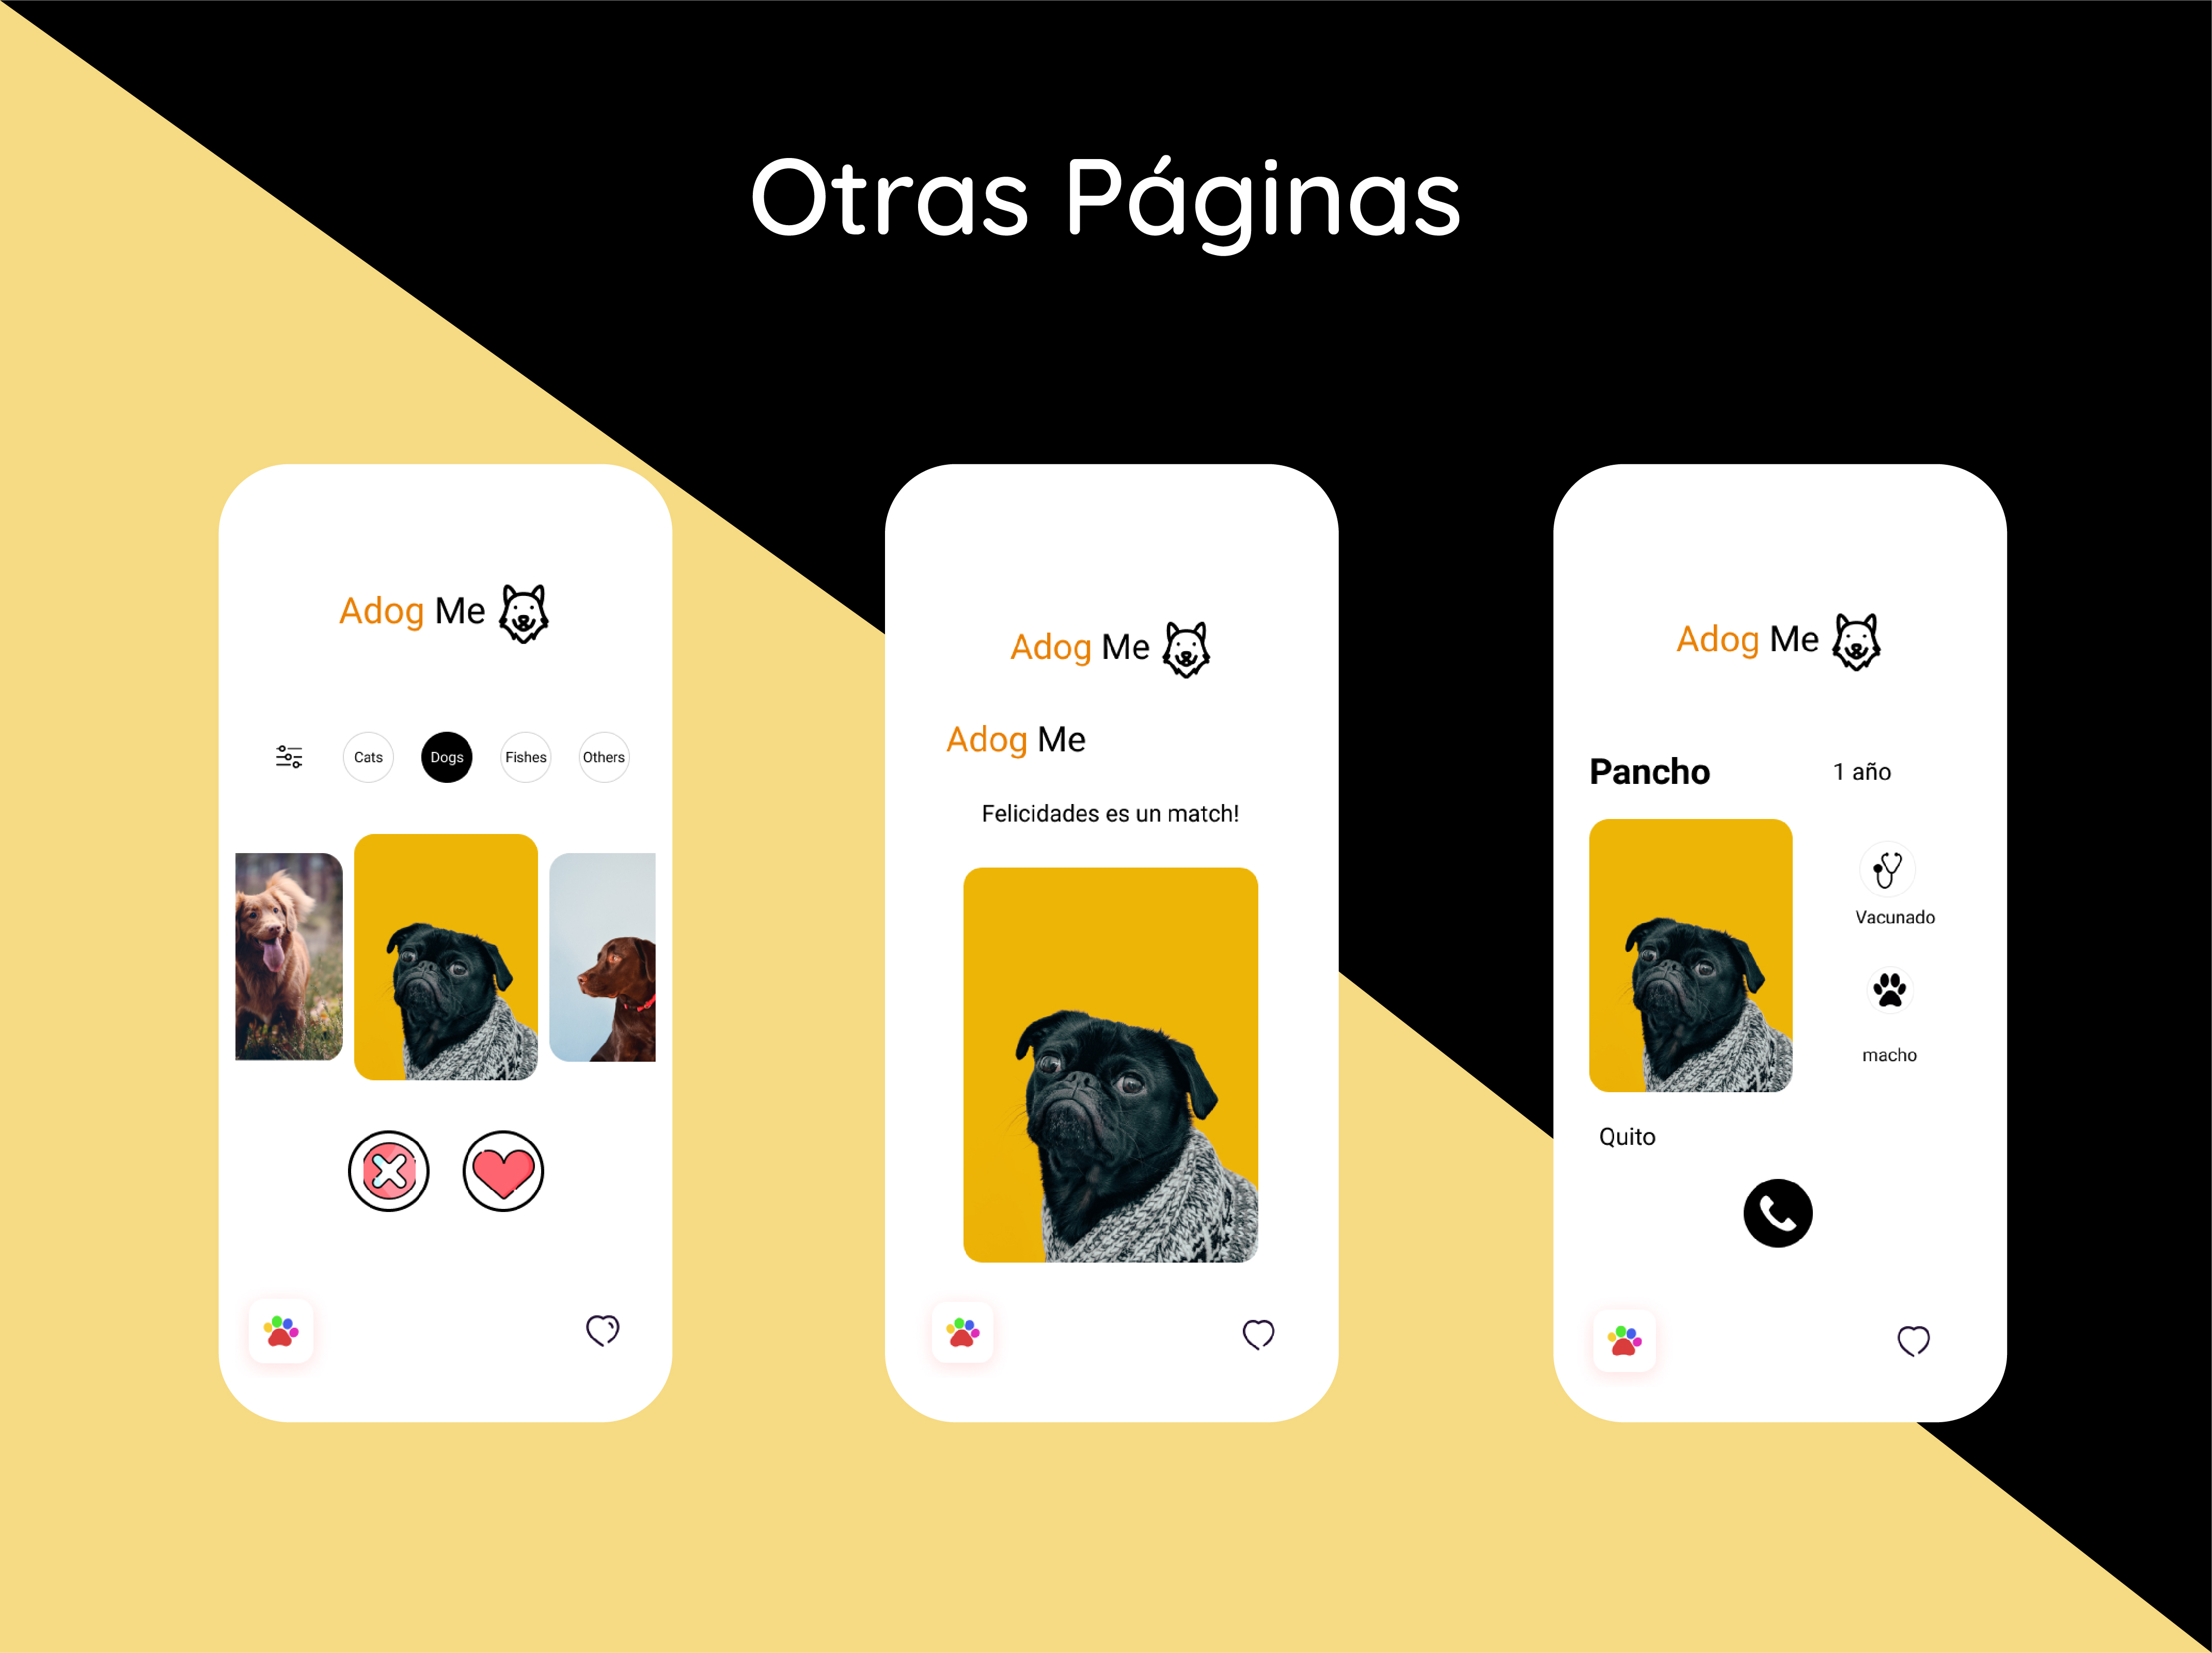 Otras Páginas
Adog Me
Cats
Dogs
Fishes
Others
Adog Me
Adog Me
Felicidades es un match!
Adog Me
Pancho
1 año
Vacunado
macho
Quito